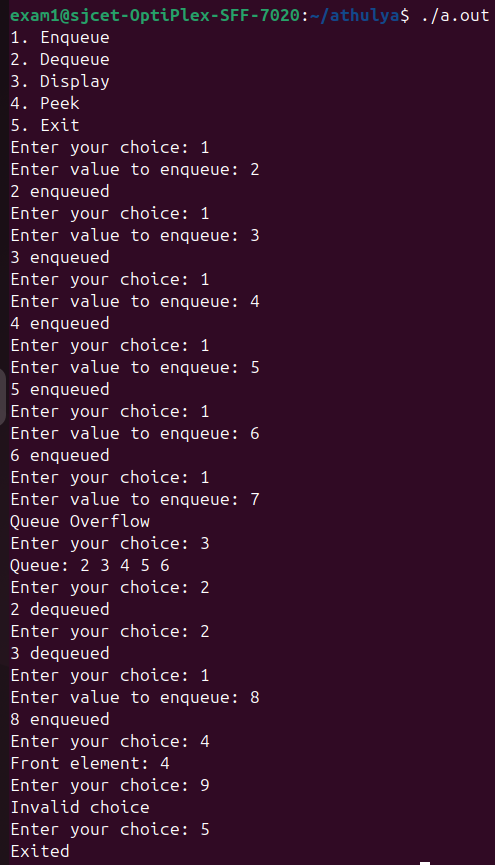 exam1@sjcet-OptiPlex-SFF-7020:~/athulya$ ./a.out
1. Enqueue
2. Dequeue
3. Display
4. Peek
5. Exit
Enter your choice: 1
Enter value to enqueue: 2
2 enqueued
Enter your choice: 1
Enter value to enqueue: 3
3 enqueued
Enter your choice: 1
Enter value to enqueue: 4
4 enqueued
Enter your choice: 1
Enter value to enqueue: 5
5 enqueued
Enter your choice: 1
Enter value to enqueue: 6
6 enqueued
Enter your choice: 1
Enter value to enqueue: 7
Queue Overflow
Enter your choice: 3
Queue: 2 3 4 5 6
Enter your choice: 2
2 dequeued
Enter your choice: 2
3 dequeued
Enter your choice: 1
Enter value to enqueue: 8
8 enqueued
Enter your choice: 4
Front element: 4
Enter your choice: 9
Invalid choice
Enter your choice: 5
Exited